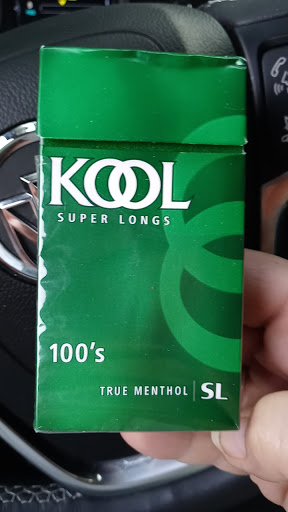 KOOL
SUPER LONGS
100's
TRUE MENTHOL | SL